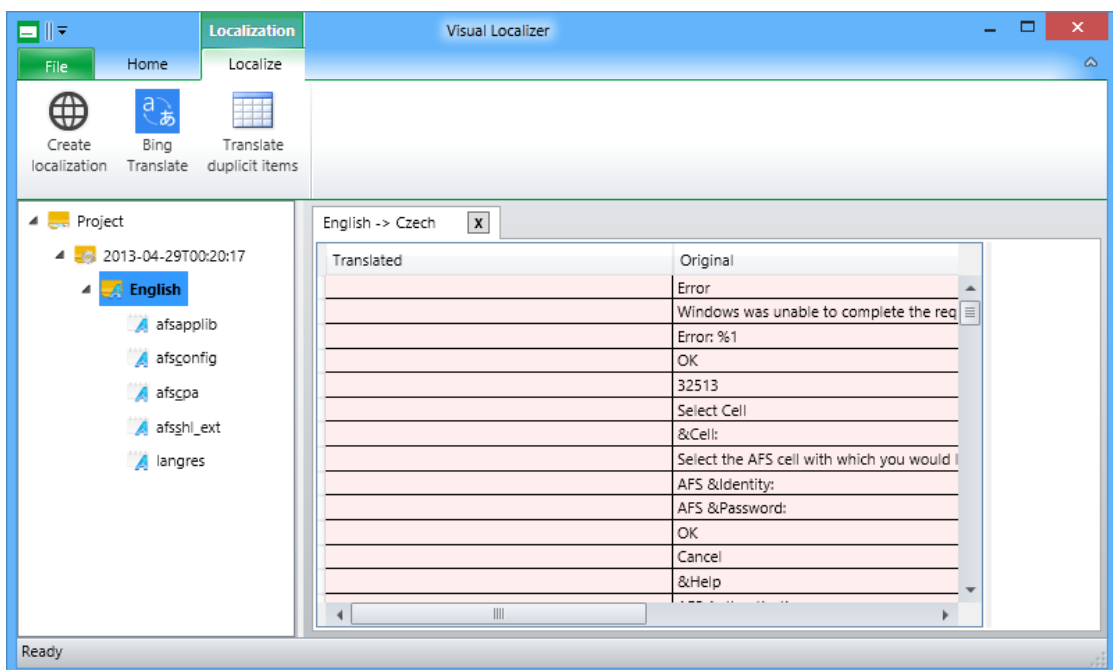 Localization
Visual Localizer
File
Home
Localize
Create localization
Bing Translate
Translate duplicit items
Project
2013-04-29T00:20:17
English
afsapplib
afsconfig
afscpa
afsshl_ext
langres
English -> Czech
X
Translated
Original
Error
Windows was unable to complete the req
Error: %1
OK
32513
Select Cell
&Cell:
Select the AFS cell with which you would l
AFS &Identity:
AFS &Password:
OK
Cancel
&Help
Ready